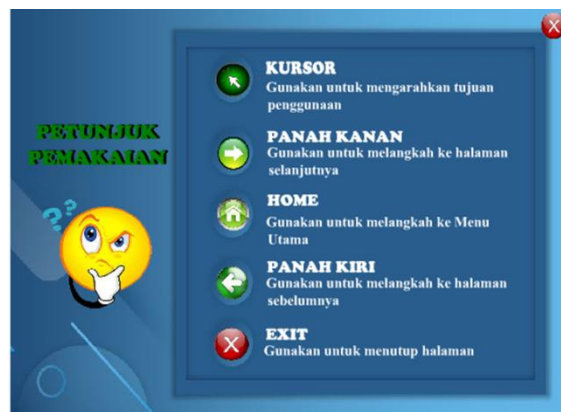 PETUNJUK
PEMAKAIAN
KURSOR
Gunakan untuk mengarahkan tujuan
penggunaan
PANAH KANAN
Gunakan untuk melangkah ke halaman
selanjutnya
HOME
Gunakan untuk melangkah ke Menu
Utama
PANAH KIRI
Gunakan untuk melangkah ke halaman
sebelumnya
EXIT
Gunakan untuk menutup halaman